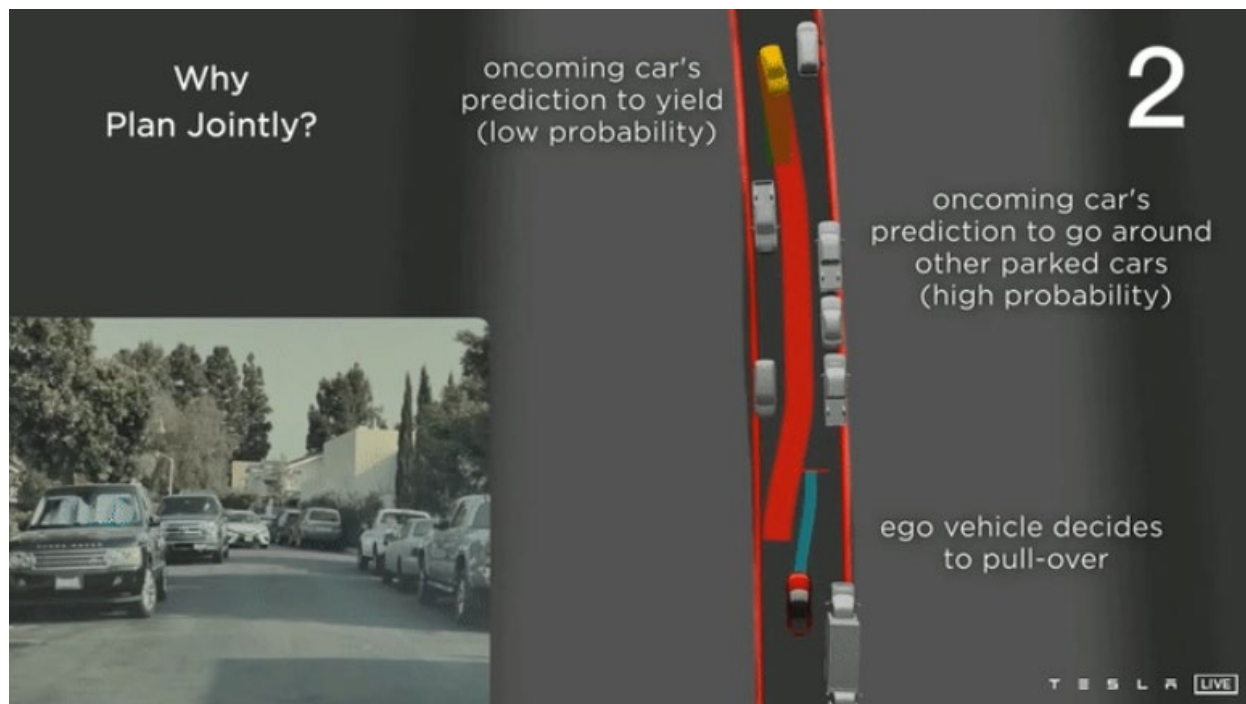 Why
Plan Jointly?
oncoming car's
prediction to yield
(low probability)
2
oncoming car's
prediction to go around
other parked cars
(high probability)
ego vehicle decides
to pull-over
TESLA LIVE